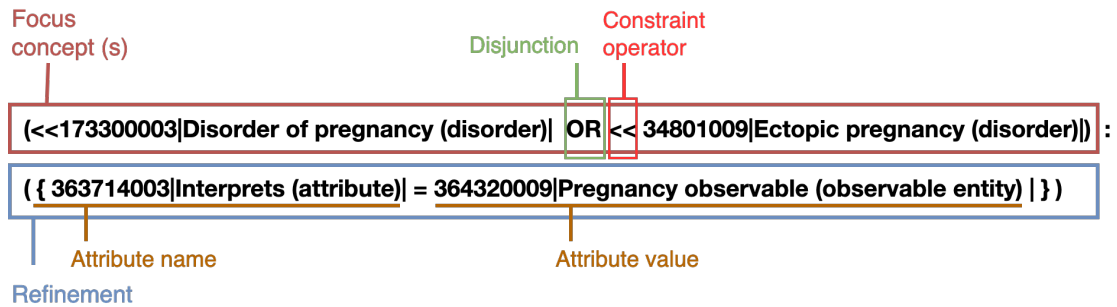 Focus
concept (s)
Constraint
operator
Disjunction
(<<173300003|Disorder of pregnancy (disorder)| OR << 34801009|Ectopic pregnancy (disorder)|) :
( { 363714003|Interprets (attribute)| = 364320009|Pregnancy observable (observable entity) | } )
Attribute name
Attribute value
Refinement